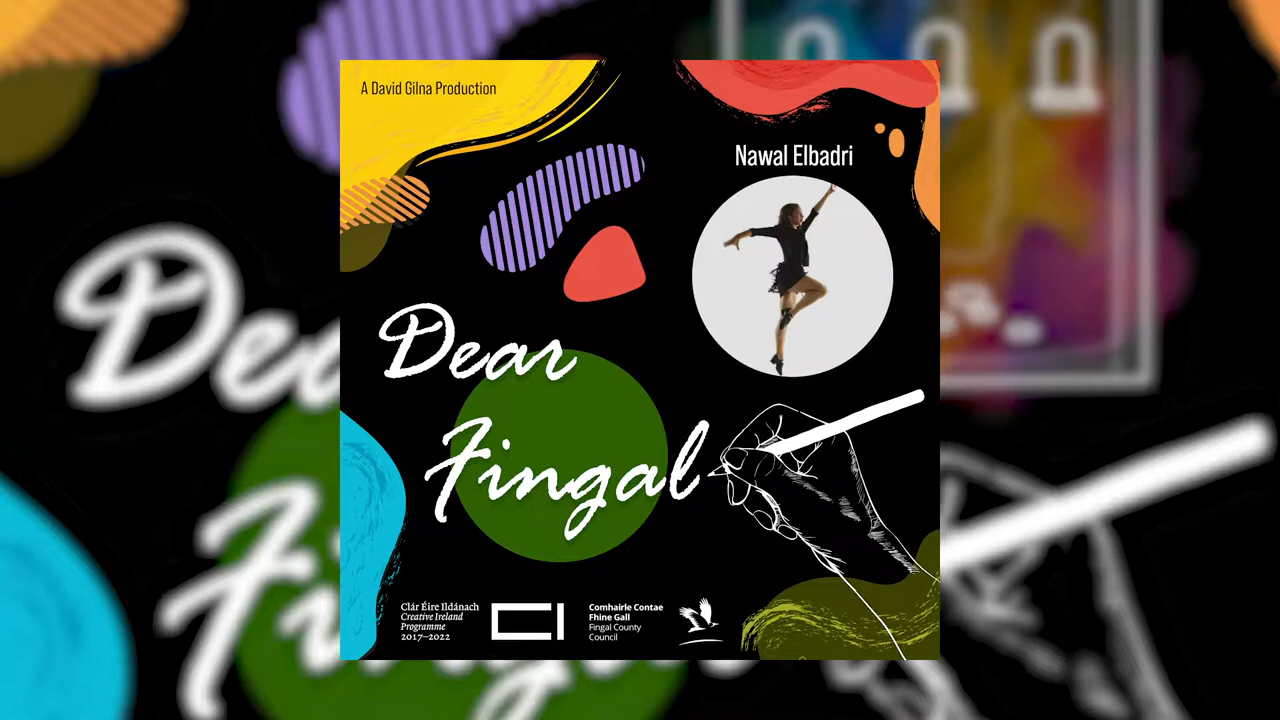 A David Gilna Production
Nawal Elbadri
Dear
Fingal
Clár Éire Ildánach
Creative Ireland
Programme
2017–2022
Comhairle Contae
Fhine Gall
Fingal County
Council